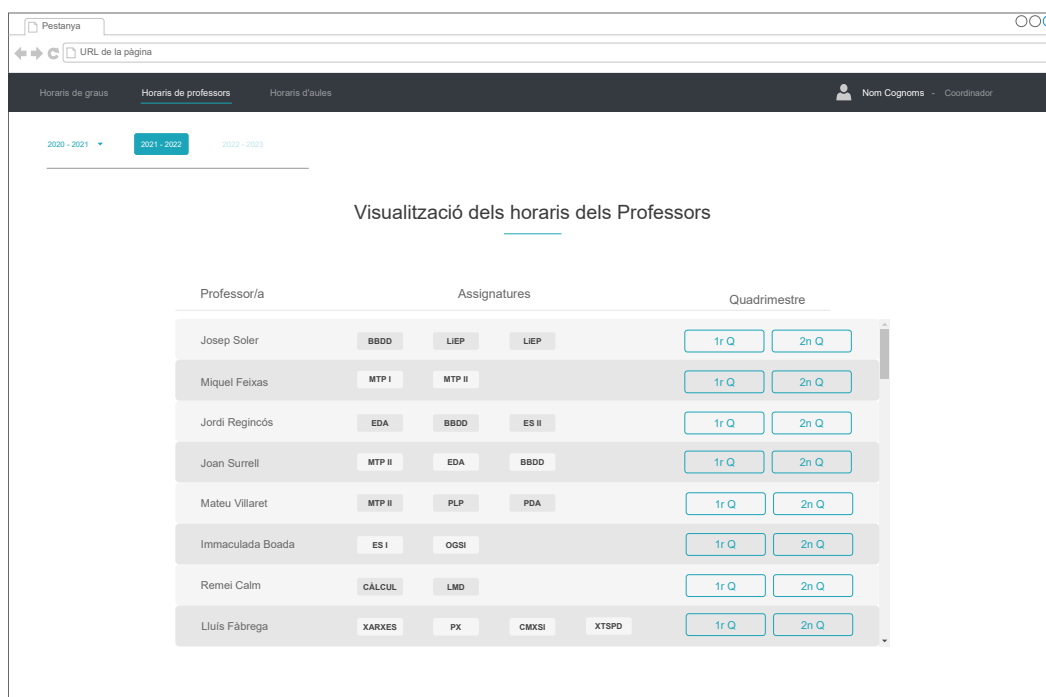 Pestanya
URL de la pàgina
Horaris de graus Horaris de professors Horaris d'aules Nom Cognoms - Coordinador
2020 - 2021 2021 - 2022 2022 - 2023
Visualització dels horaris dels Professors
Professor/a Assignatures Quadrimestre
Josep Soler BBDD LiEP LiEP 1r Q 2n Q
Miquel Feixas MTP I MTP II 1r Q 2n Q
Jordi Regincós EDA BBDD ES II 1r Q 2n Q
Joan Surrell MTP II EDA BBDD 1r Q 2n Q
Mateu Villaret MTP II PLP PDA 1r Q 2n Q
Immaculada Boada ES I OGSI 1r Q 2n Q
Remei Calm CÀLCUL LMD 1r Q 2n Q
Lluís Fàbrega XARXES PX CMXSI XTSPD 1r Q 2n Q